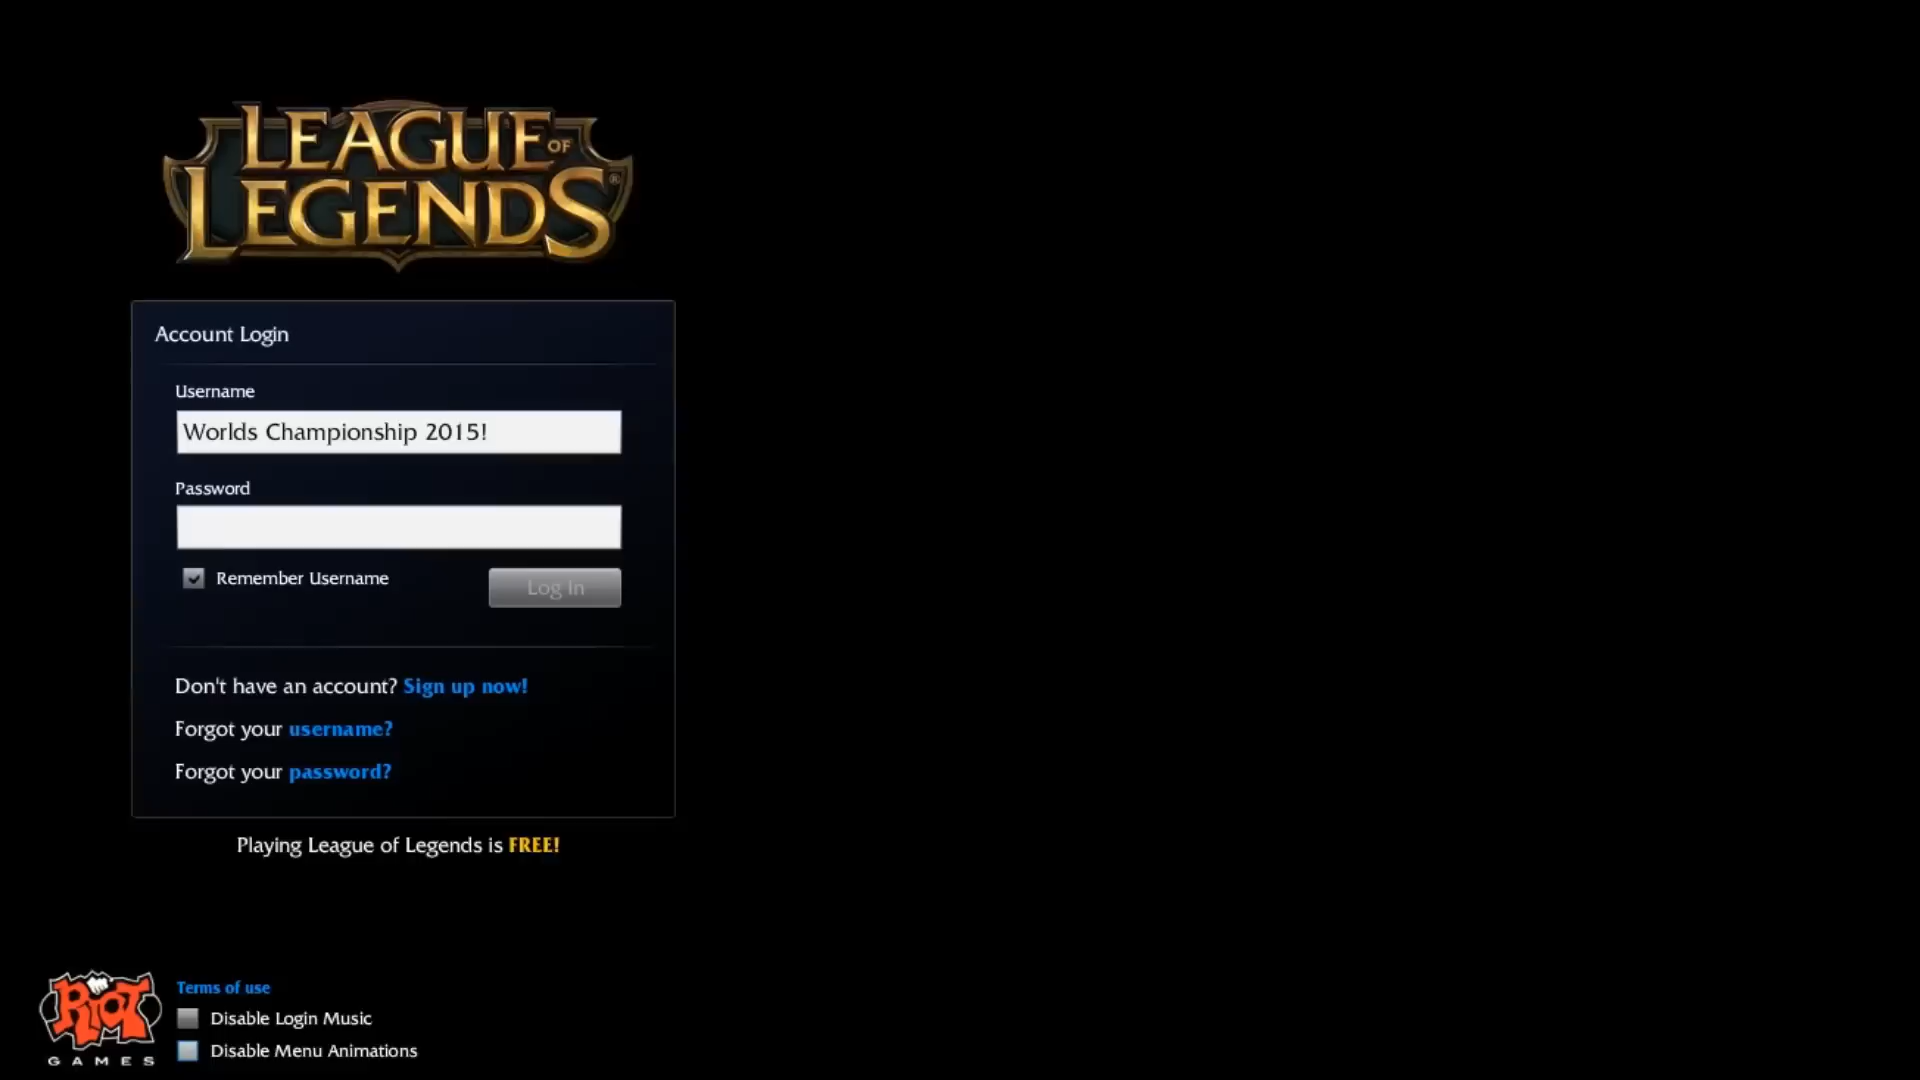 LEAGUE OF
LEGENDS®
Account Login
Username
Worlds Championship 2015!
Password
Remember Username
Log In
Don't have an account? Sign up now!
Forgot your username?
Forgot your password?
Playing League of Legends is FREE!
RIOT
GAMES
Terms of use
Disable Login Music
Disable Menu Animations